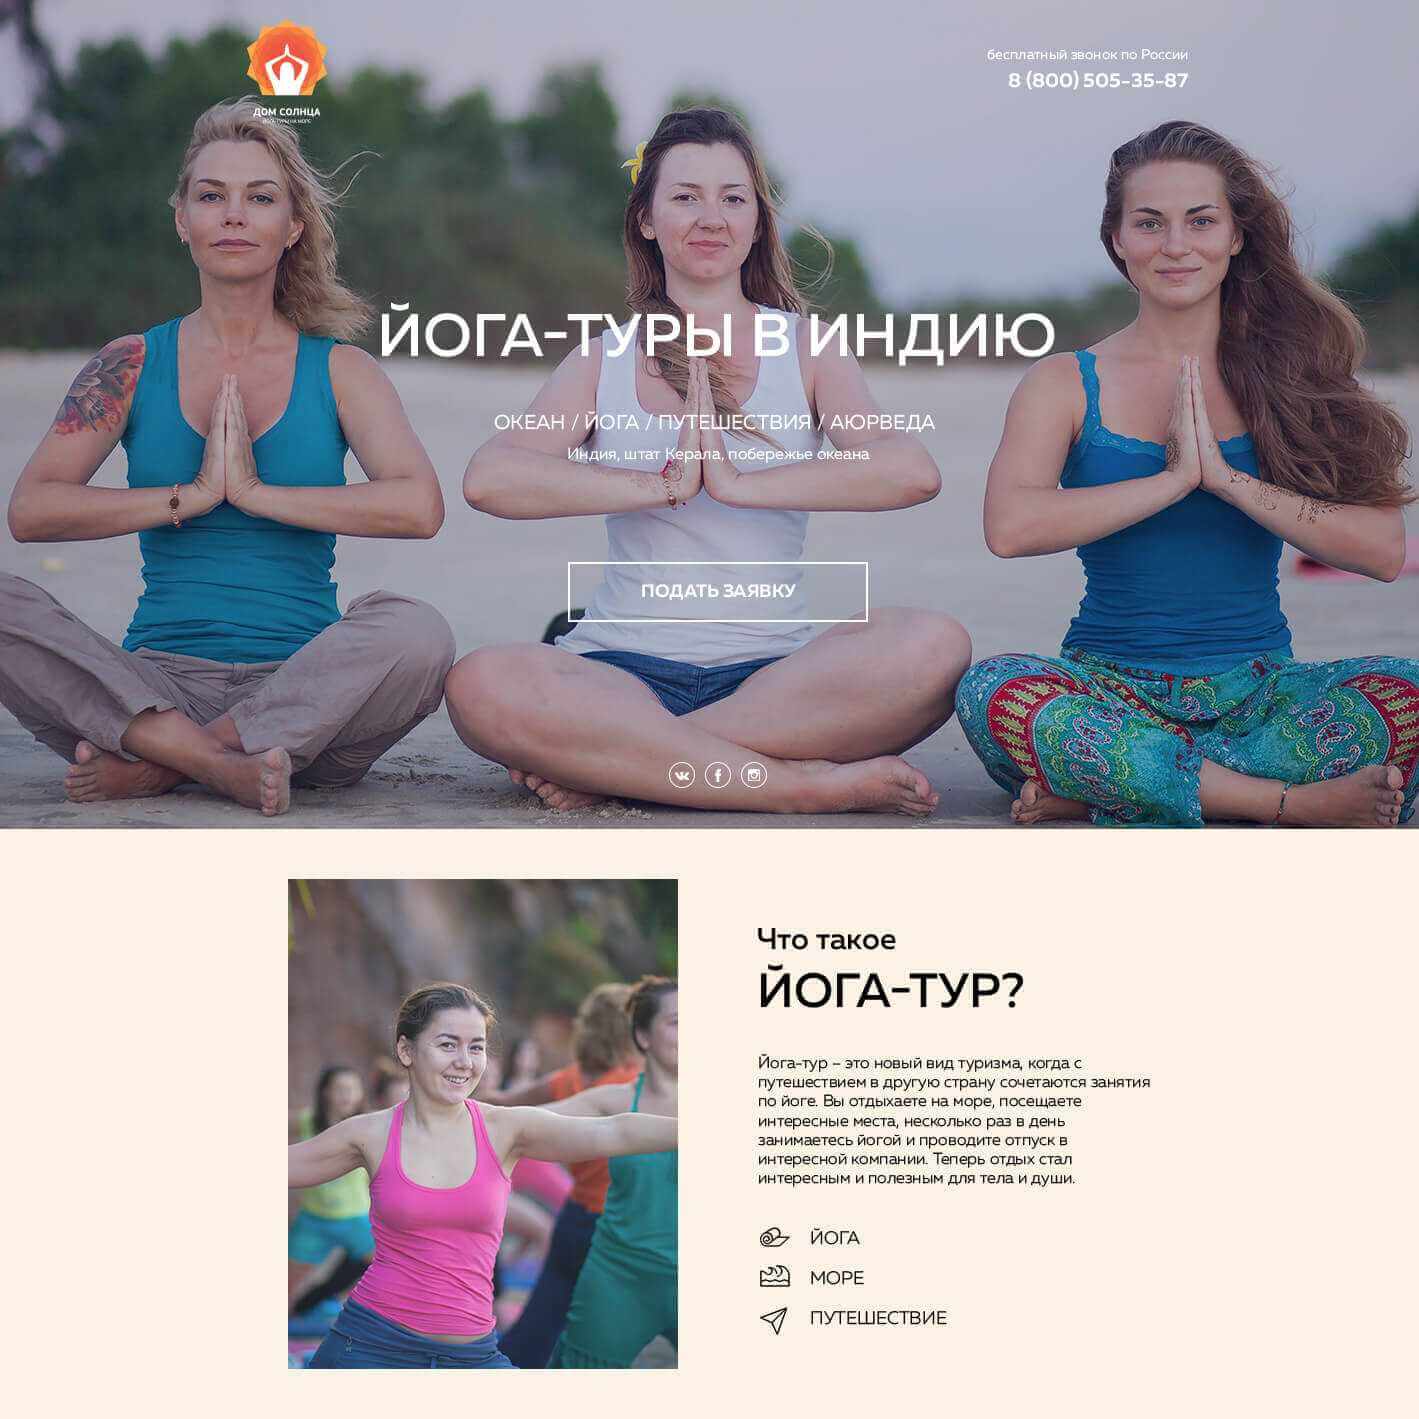 ДОМ СОЛНЦА
бесплатный звонок по России
8 (800) 505-35-87
ЙОГА-ТУРЫ В ИНДИЮ
ОКЕАН / ЙОГА / ПУТЕШЕСТВИЯ / АЮРВЕДА
Индия, штат Керала, побережье океана
ПОДАТЬ ЗАЯВКУ
Что такое
ЙОГА-ТУР?
Йога-тур – это новый вид туризма, когда с
путешествием в другую страну сочетаются занятия
по йоге. Вы отдыхаете на море, посещаете
интересные места, несколько раз в день
занимаетесь йогой и проводите отпуск в
интересной компании. Теперь отдых стал
интересным и полезным для тела и души.
ЙОГА
МОРЕ
ПУТЕШЕСТВИЕ